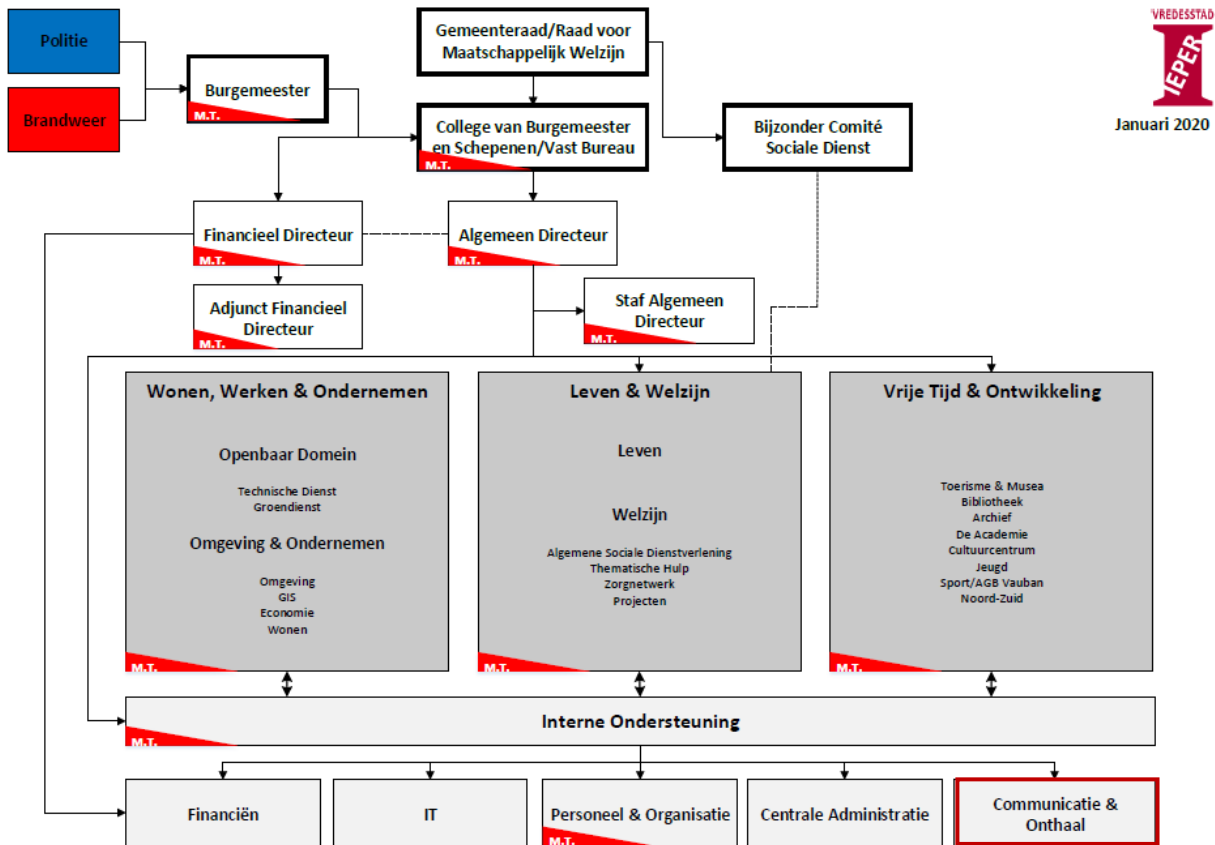 Politie
Brandweer
Burgemeester
M.T.
Gemeenteraad/Raad voor
Maatschappelijk Welzijn
College van Burgemeester
en Schepenen/Vast Bureau
M.T.
Bijzonder Comité
Sociale Dienst
VREDESSTAD
IEPER
Januari 2020
Financieel Directeur
M.T.
Algemeen Directeur
M.T.
Adjunct Financieel
Directeur
M.T.
Staf Algemeen
Directeur
M.T.
Wonen, Werken & Ondernemen
Openbaar Domein
Technische Dienst
Groendienst
Omgeving & Ondernemen
Omgeving
GIS
Economie
Wonen
M.T.
Leven & Welzijn
Leven
Welzijn
Algemene Sociale Dienstverlening
Thematische Hulp
Zorgnetwerk
Projecten
M.T.
Vrije Tijd & Ontwikkeling
Toerisme & Musea
Bibliotheek
Archief
De Academie
Cultuurcentrum
Jeugd
Sport/AGB Vauban
Noord-Zuid
M.T.
Interne Ondersteuning
M.T.
Financiën
IT
Personeel & Organisatie
M.T.
Centrale Administratie
Communicatie &
Onthaal